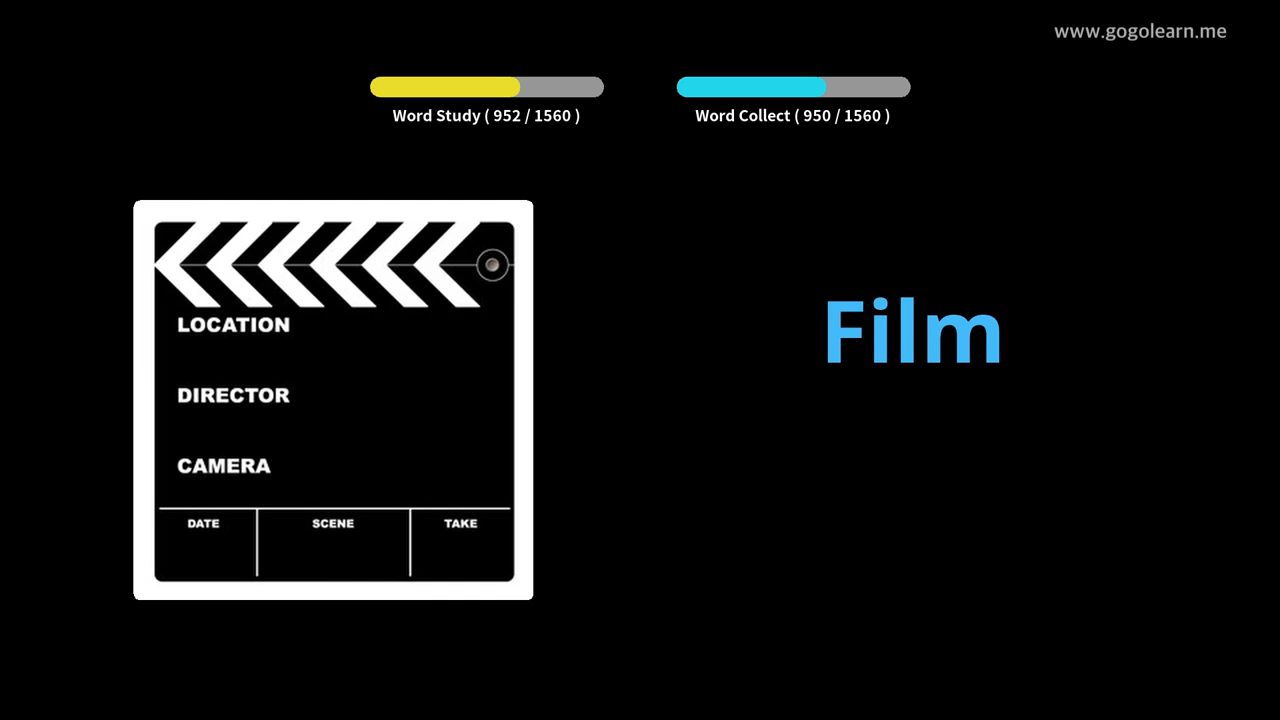 www.gogolearn.me
Word Study ( 952 / 1560 )
Word Collect ( 950 / 1560 )
LOCATION
DIRECTOR
CAMERA
DATE
SCENE
TAKE
Film